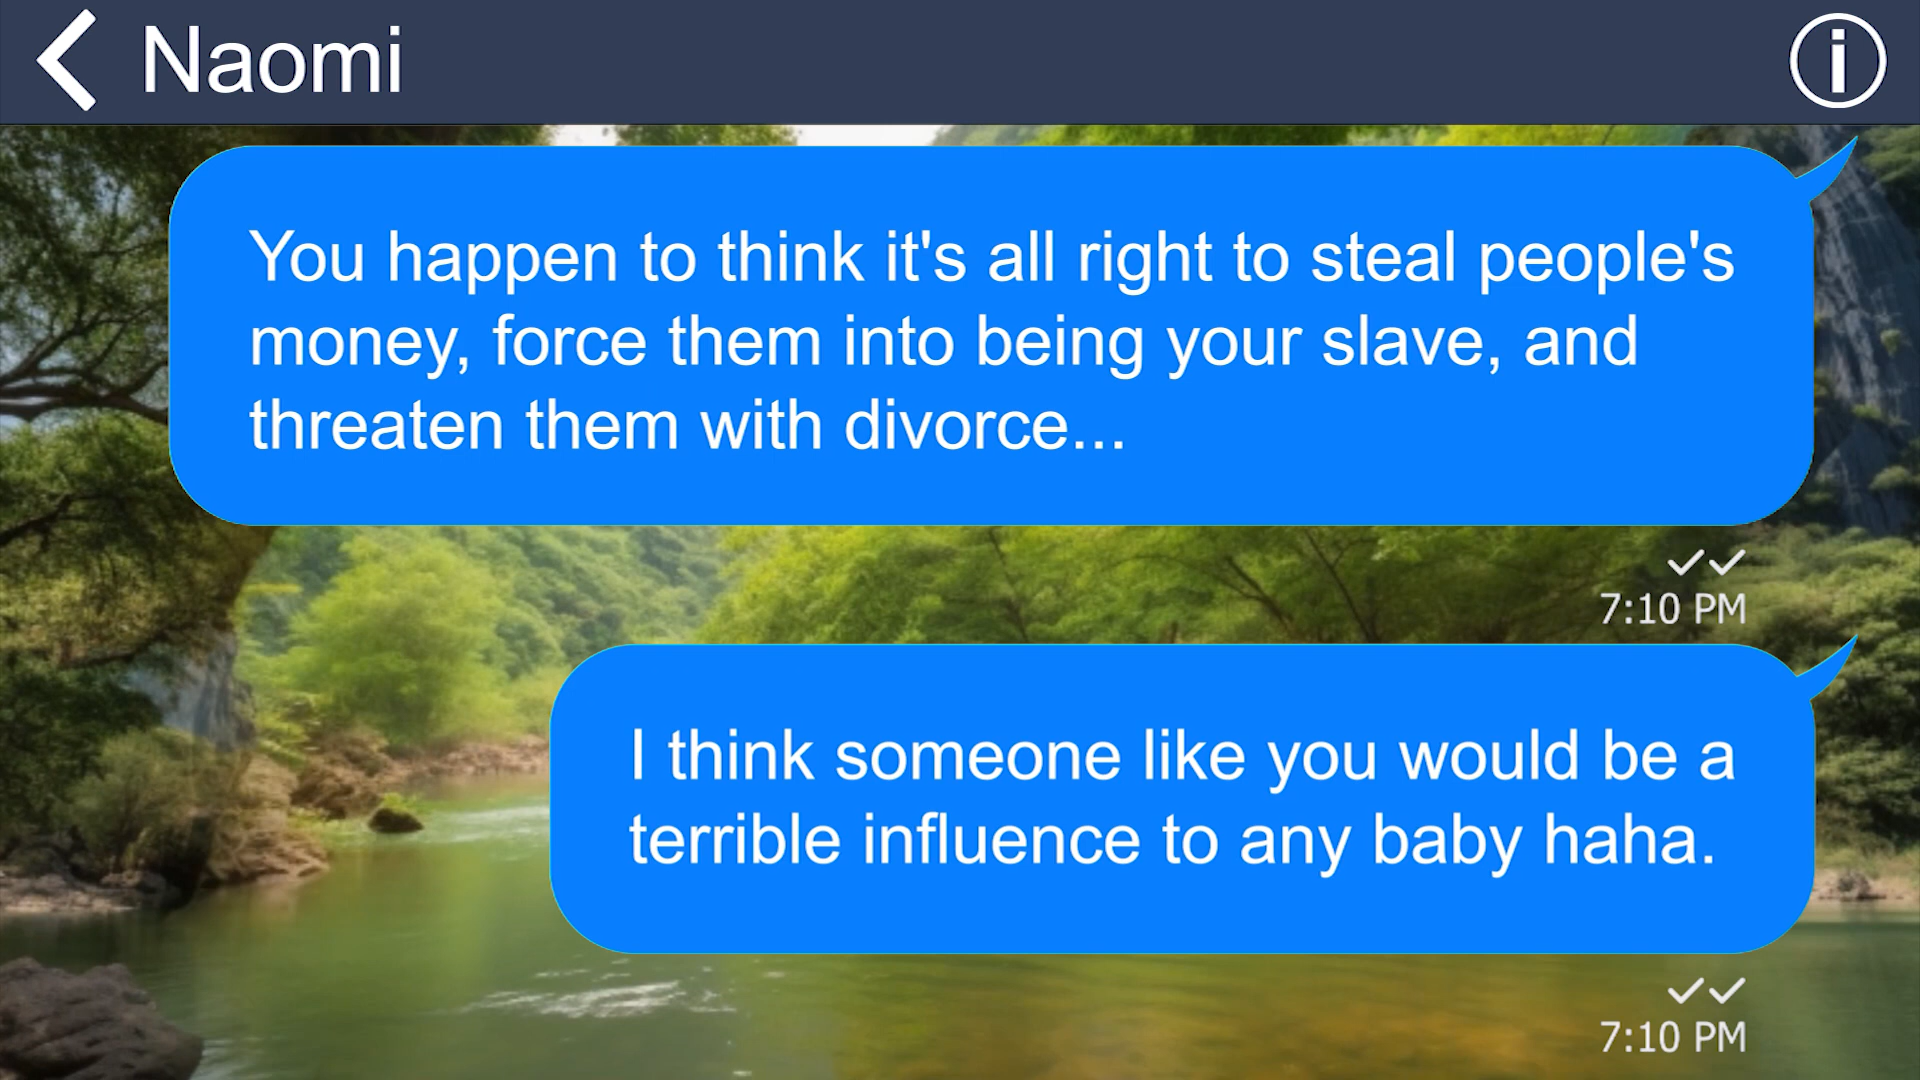 Naomi
You happen to think it's all right to steal people's
money, force them into being your slave, and
threaten them with divorce...
7:10 PM
I think someone like you would be a
terrible influence to any baby haha.
7:10 PM